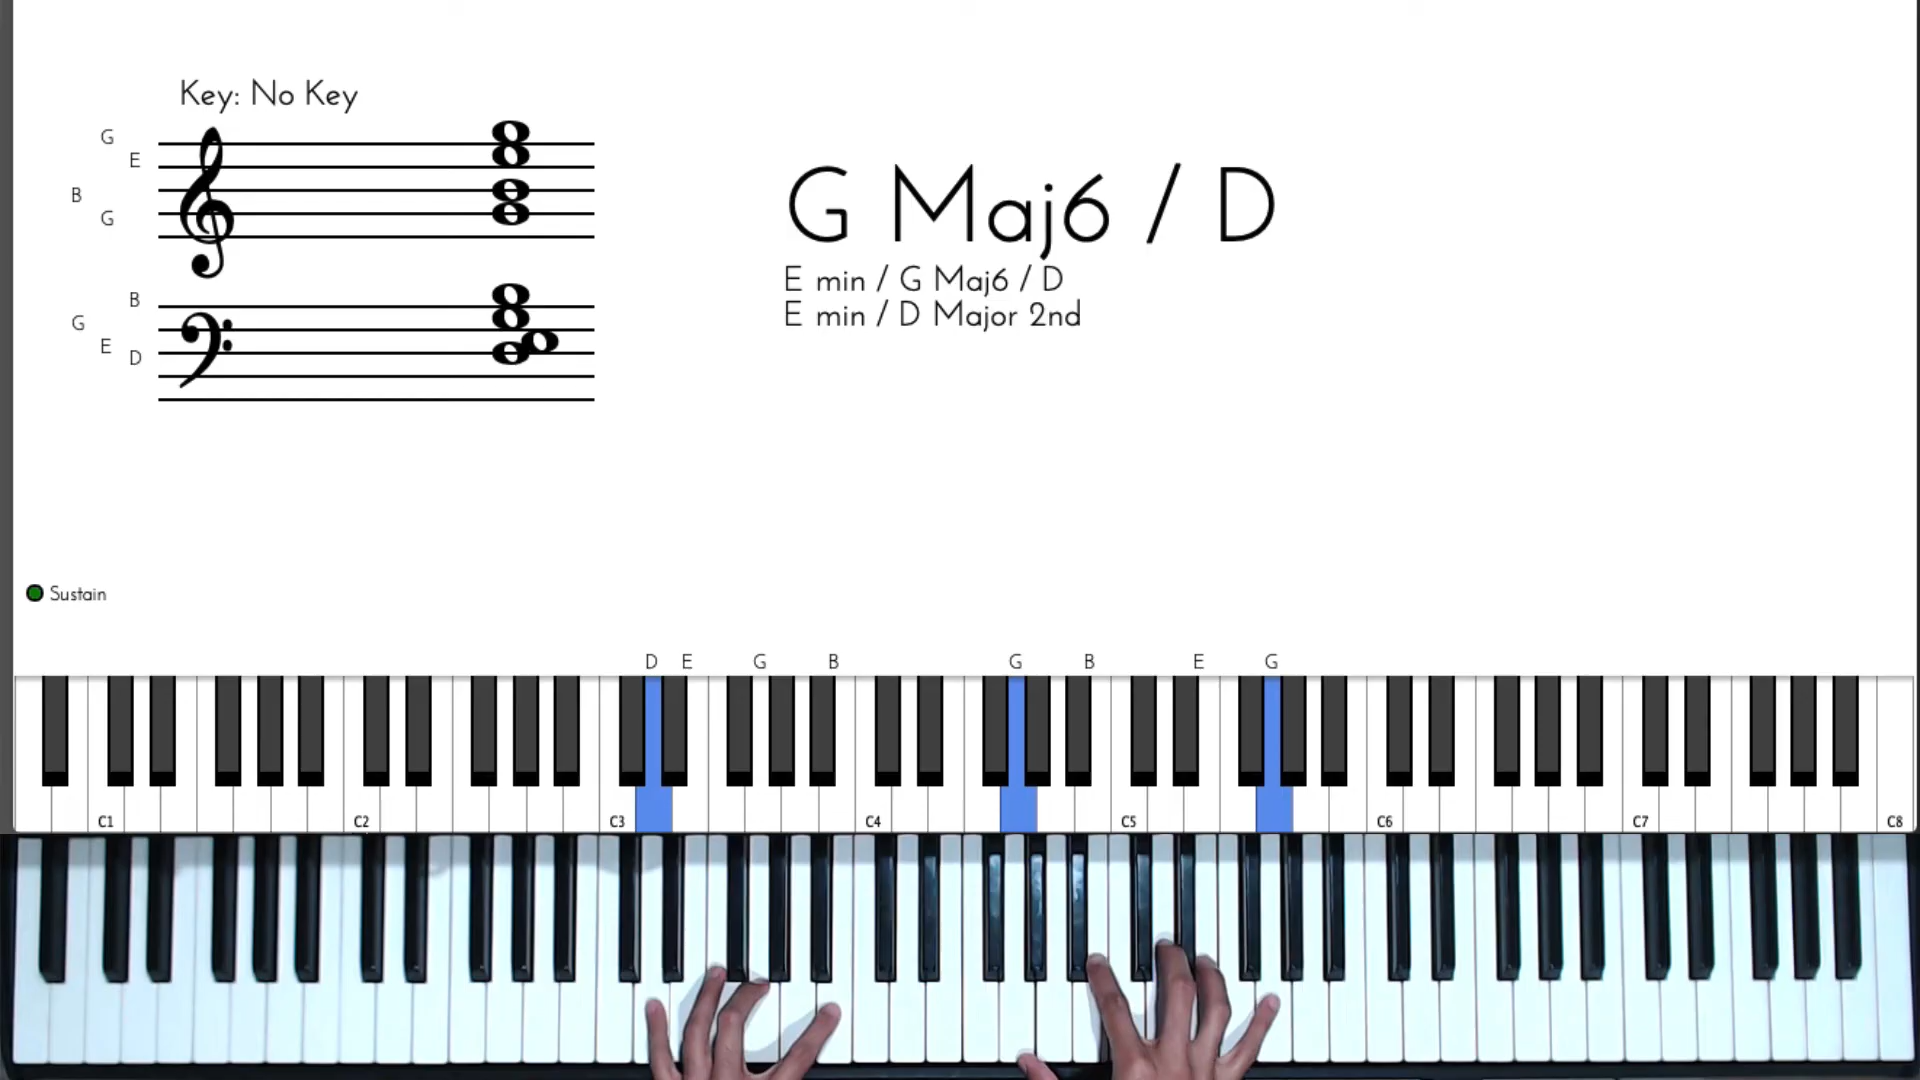 Key: No Key
G
E
B
G
B
G
E
D
G Maj6 / D
E min / G Maj6 / D
E min / D Major 2nd
Sustain
D E G B G B E G
C1 C2 C3 C4 C5 C6 C7 C8